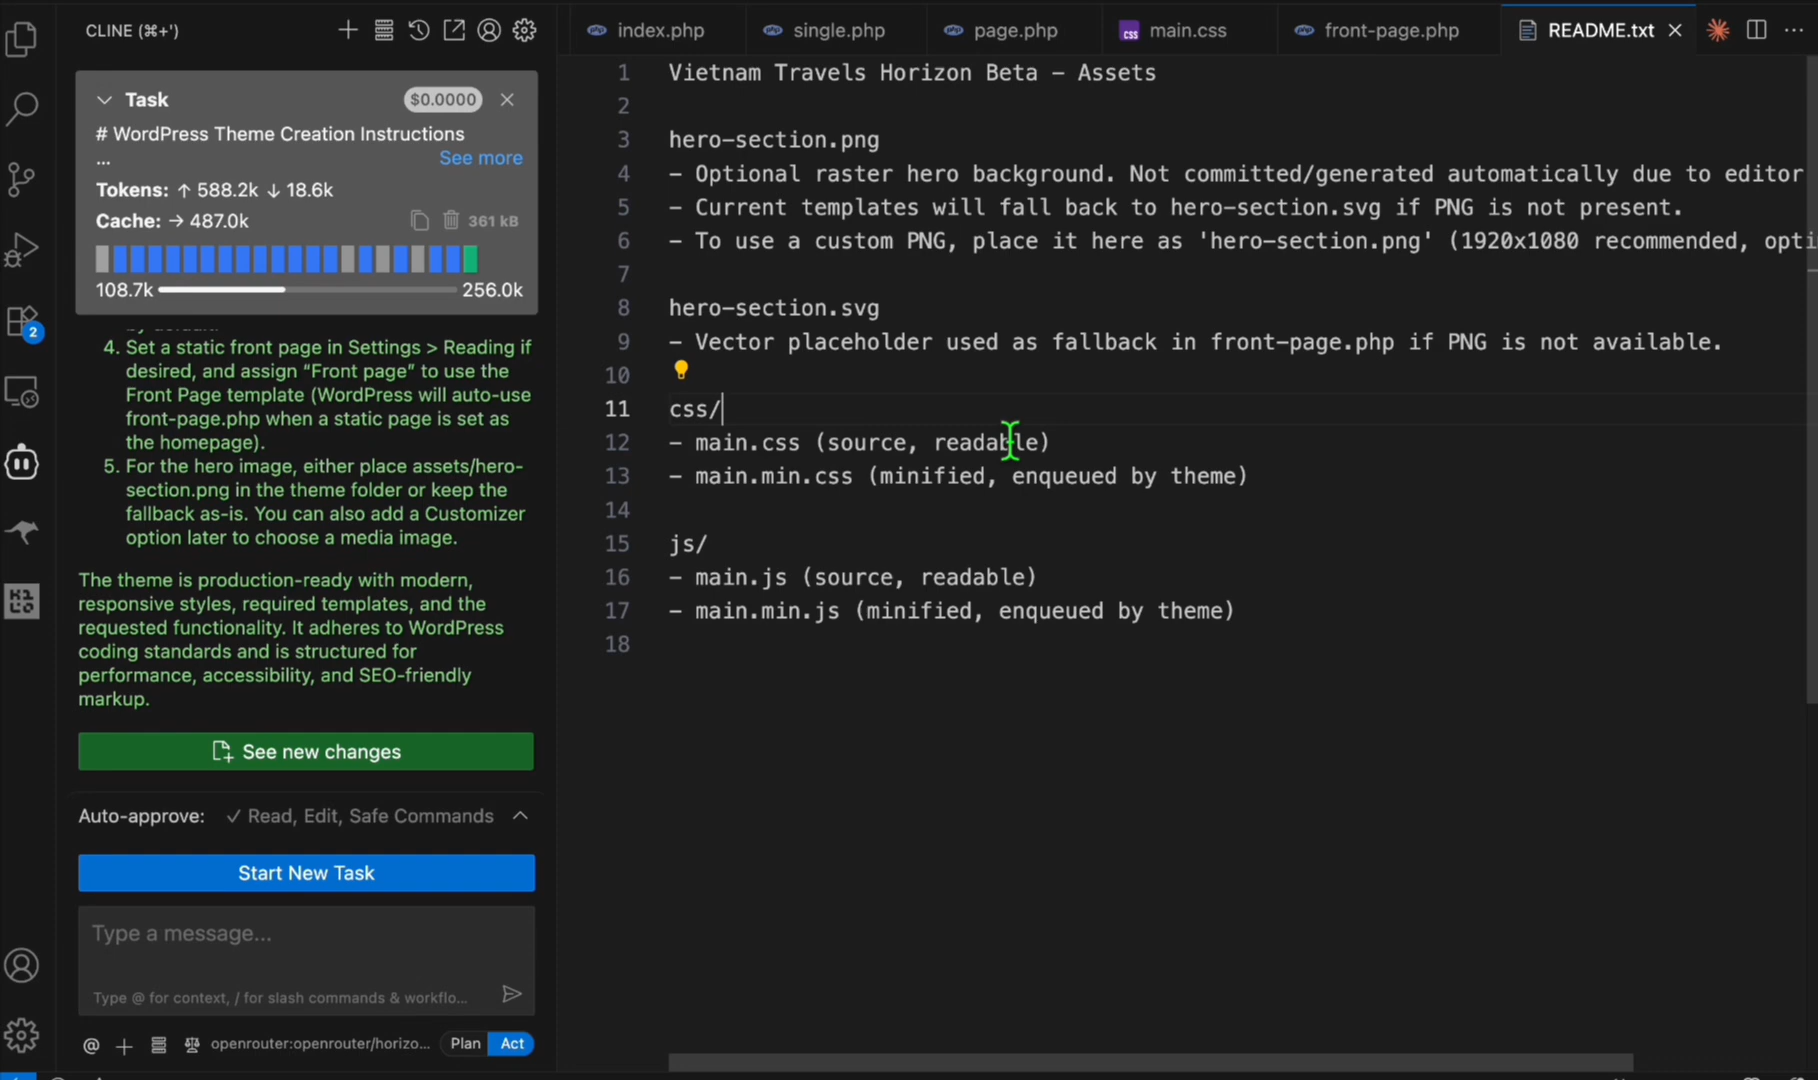 CLINE (⌘+')
Task
$0.0000
# WordPress Theme Creation Instructions
...
See more
Tokens: ↑ 588.2k ↓ 18.6k
Cache: → 487.0k
361 kB
108.7k
256.0k
4. Set a static front page in Settings > Reading if
desired, and assign “Front page” to use the
Front Page template (WordPress will auto-use
front-page.php when a static page is set as
the homepage).
5. For the hero image, either place assets/hero-
section.png in the theme folder or keep the
fallback as-is. You can also add a Customizer
option later to choose a media image.
The theme is production-ready with modern,
responsive styles, required templates, and the
requested functionality. It adheres to WordPress
coding standards and is structured for
performance, accessibility, and SEO-friendly
markup.
See new changes
Auto-approve: ✓ Read, Edit, Safe Commands
Start New Task
Type a message...
Type @ for context, / for slash commands & workflo...
@
openrouter:openrouter/horizo...
Plan
Act
2
index.php
single.php
page.php
css main.css
front-page.php
README.txt
1 Vietnam Travels Horizon Beta – Assets
2
3 hero-section.png
4 - Optional raster hero background. Not committed/generated automatically due to editor
5 - Current templates will fall back to hero-section.svg if PNG is not present.
6 - To use a custom PNG, place it here as 'hero-section.png' (1920x1080 recommended, opti
7
8 hero-section.svg
9 - Vector placeholder used as fallback in front-page.php if PNG is not available.
10
11 css/
12 - main.css (source, readable)
13 - main.min.css (minified, enqueued by theme)
14
15 js/
16 - main.js (source, readable)
17 - main.min.js (minified, enqueued by theme)
18